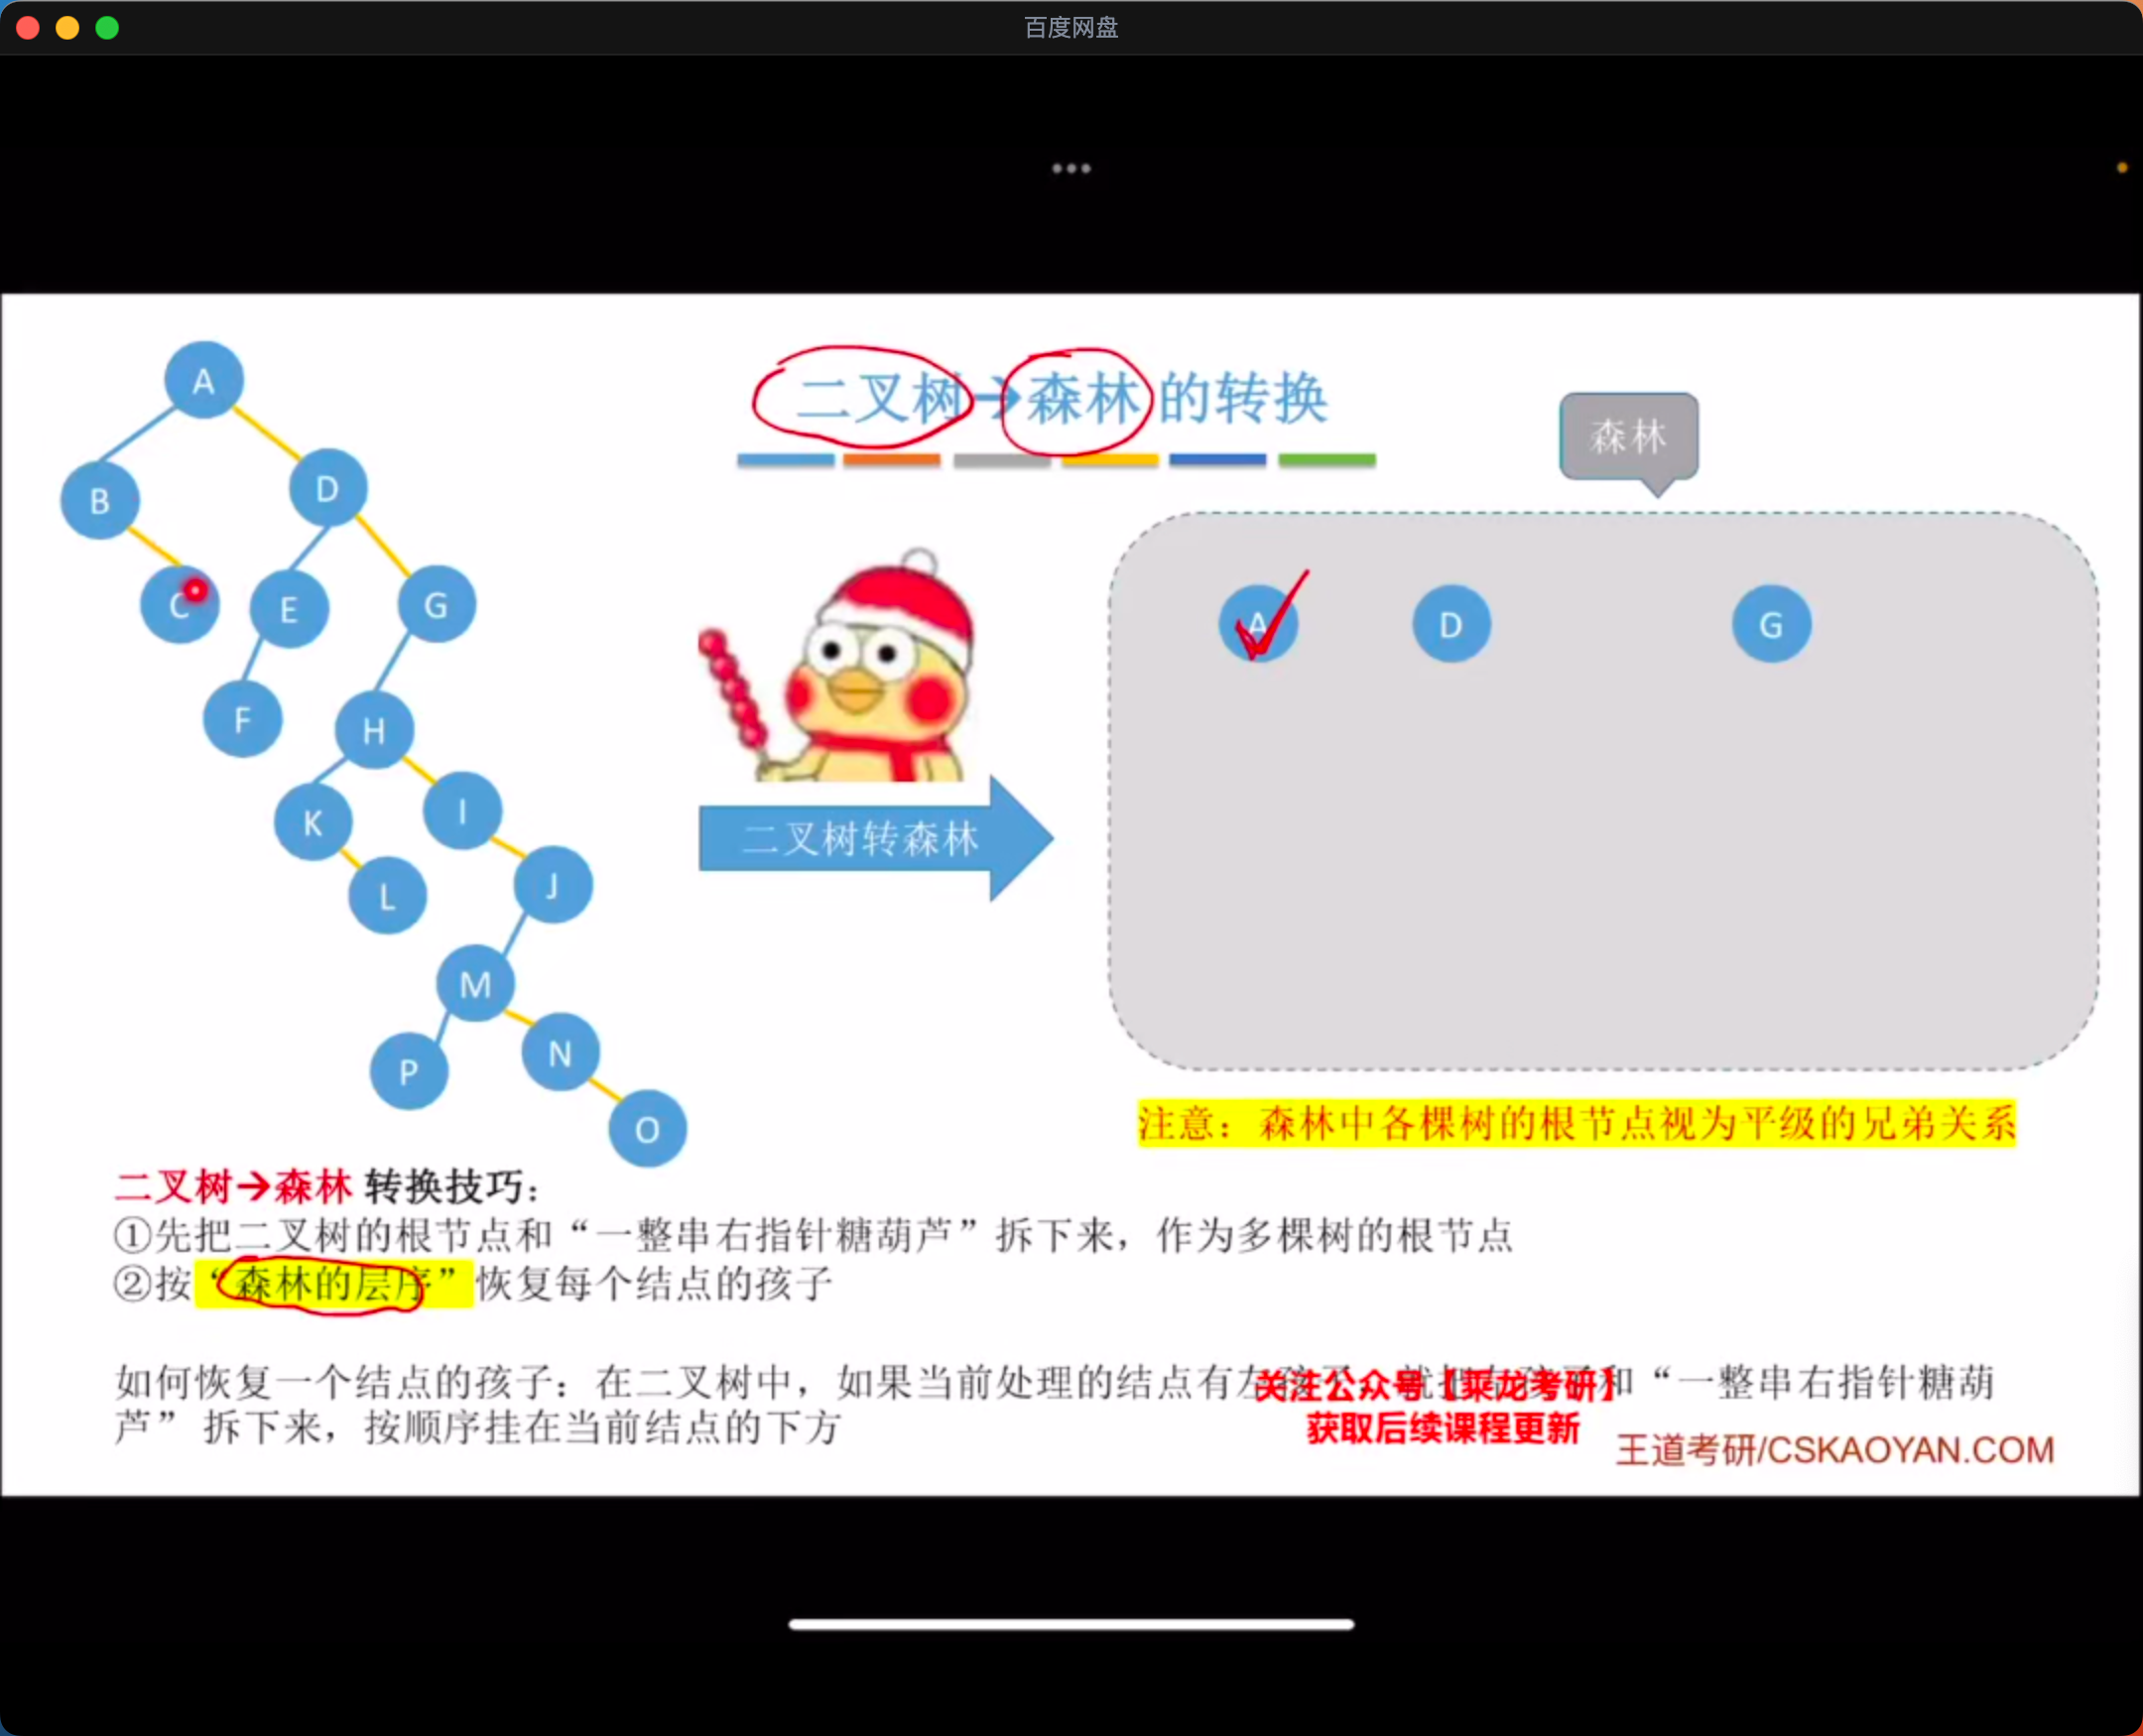 百度网盘
二叉树→森林 的转换
森林
A
B
D
C
E
G
F
H
K
I
L
J
M
P
N
O
二叉树转森林
A
D
G
注意：森林中各棵树的根节点视为平级的兄弟关系
二叉树→森林 转换技巧：
①先把二叉树的根节点和“一整串右指针糖葫芦”拆下来，作为多棵树的根节点
②按“森林的层序”恢复每个结点的孩子
如何恢复一个结点的孩子：在二叉树中，如果当前处理的结点有左 和“一整串右指针糖葫
芦” 拆下来，按顺序挂在当前结点的下方
关注公众号【乘龙考研】
获取后续课程更新
王道考研/CSKAOYAN.COM